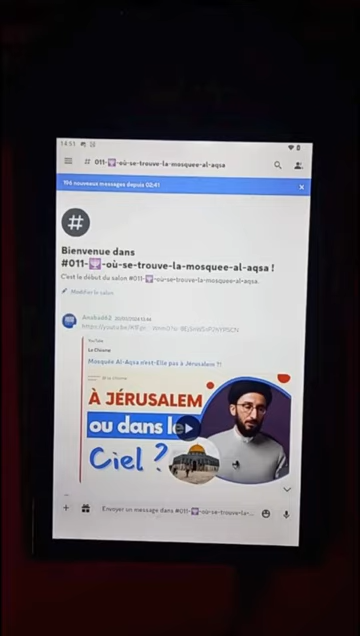 14:51
# 011-🕎-où-se-trouve-la-mosquee-al-aqsa
196 nouveaux messages depuis 02:41
Bienvenue dans
#011-🕎-où-se-trouve-la-mosquee-al-aqsa !
C'est le début du salon #011-🕎-où-se-trouve-la-mosquee-al-aqsa.
Modifier le salon
YouTube
Le Chiisme
Mosquée Al-Aqsa n'est-Elle pas à Jérusalem ?!
À JÉRUSALEM
ou dans le
Ciel ?
Envoyer un message dans #011-🕎-où-se-trouve-la-...